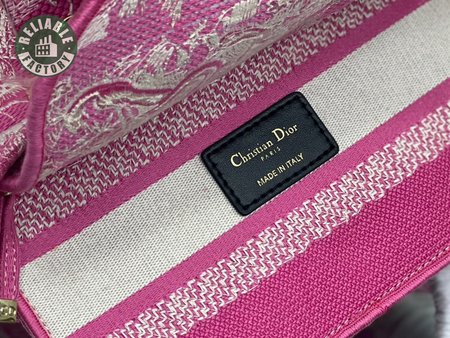 RELIABLE
FACTORY
Christian Dior
PARIS
MADE IN ITALY